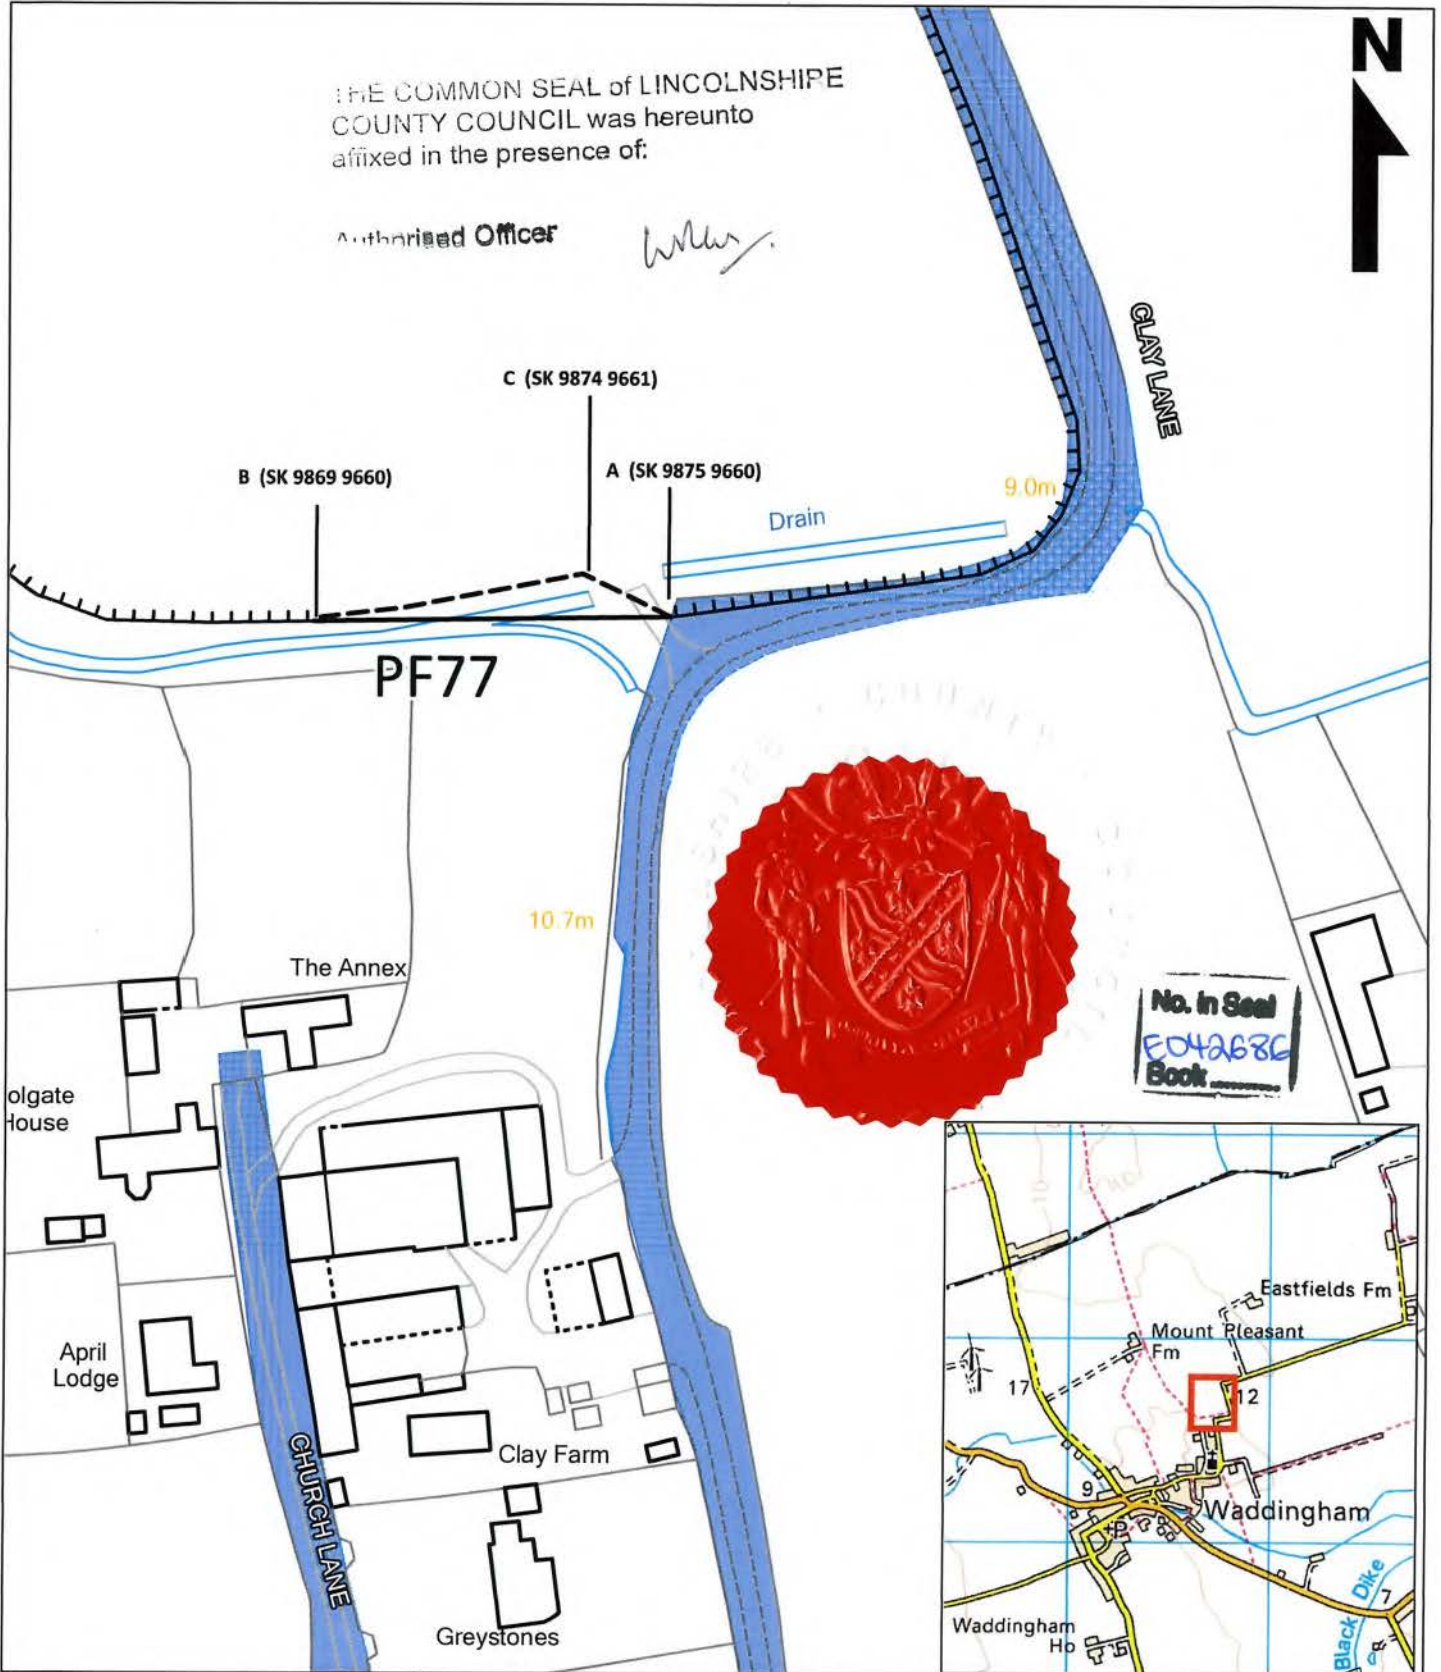 THE COMMON SEAL of LINCOLNSHIRE
COUNTY COUNCIL was hereunto
affixed in the presence of:
Authorised Officer
N
CLAY LANE
C (SK 9874 9661)
B (SK 9869 9660)
A (SK 9875 9660)
9.0m
Drain
PF77
10.7m
The Annex
No. in Seal
E042686
Book
olgate
House
April
Lodge
Clay Farm
CHURCH LANE
Greystones
Eastfields Fm
Mount Pleasant
Fm
17
12
9
Waddingham
P
7
Black Dike
Waddingham
Ho
10